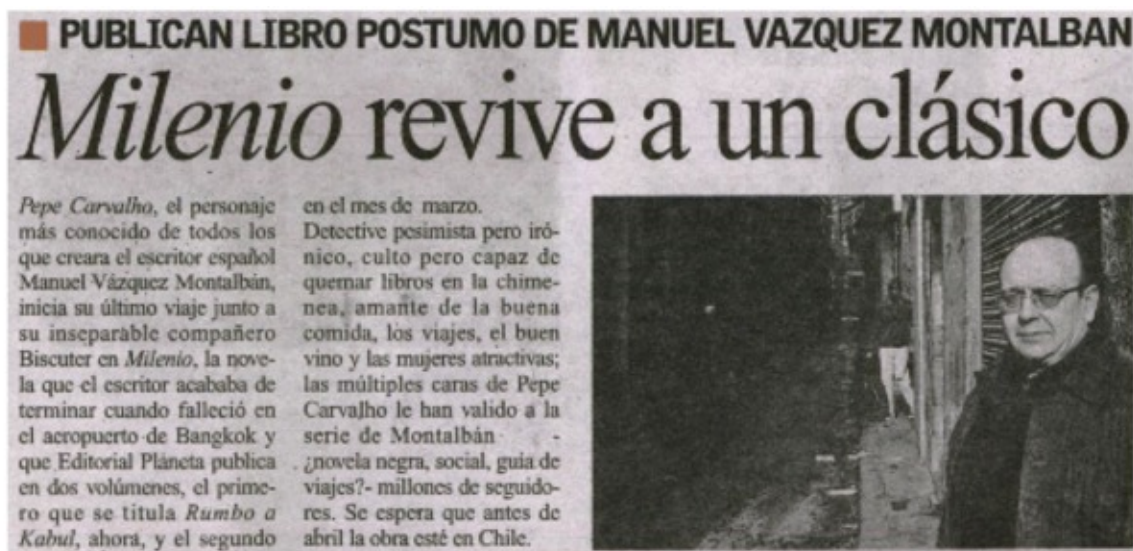 PUBLICAN LIBRO POSTUMO DE MANUEL VAZQUEZ MONTALBAN
Milenio revive a un clásico
Pepe Carvalho, el personaje
más conocido de todos los
que creara el escritor español
Manuel Vázquez Montalbán,
inicia su último viaje junto a
su inseparable compañero
Biscuter en Milenio, la nove-
la que el escritor acababa de
terminar cuando falleció en
el aeropuerto de Bangkok y
que Editorial Planeta publica
en dos volúmenes, el prime-
ro que se titula Rumbo a
Kabul, ahora, y el segundo
en el mes de marzo.
Detective pesimista pero iró-
nico, culto pero capaz de
quemar libros en la chime-
nea, amante de la buena
comida, los viajes, el buen
vino y las mujeres atractivas;
las múltiples caras de Pepe
Carvalho le han valido a la
serie de Montalbán -
¿novela negra, social, guía de
viajes?- millones de seguido-
res. Se espera que antes de
abril la obra esté en Chile.